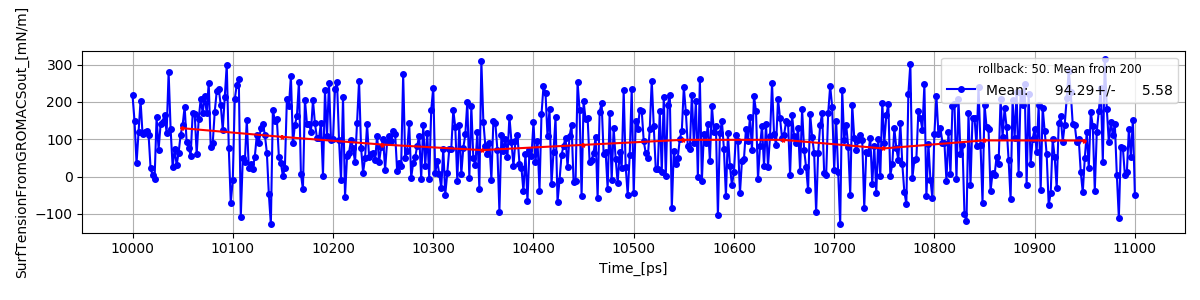 SurfTensionFromGROMACSout_[mN/m]
300
200
100
0
−100
rollback: 50. Mean from 200
Mean: 94.29+/- 5.58
10000 10100 10200 10300 10400 10500 10600 10700 10800 10900 11000
Time_[ps]